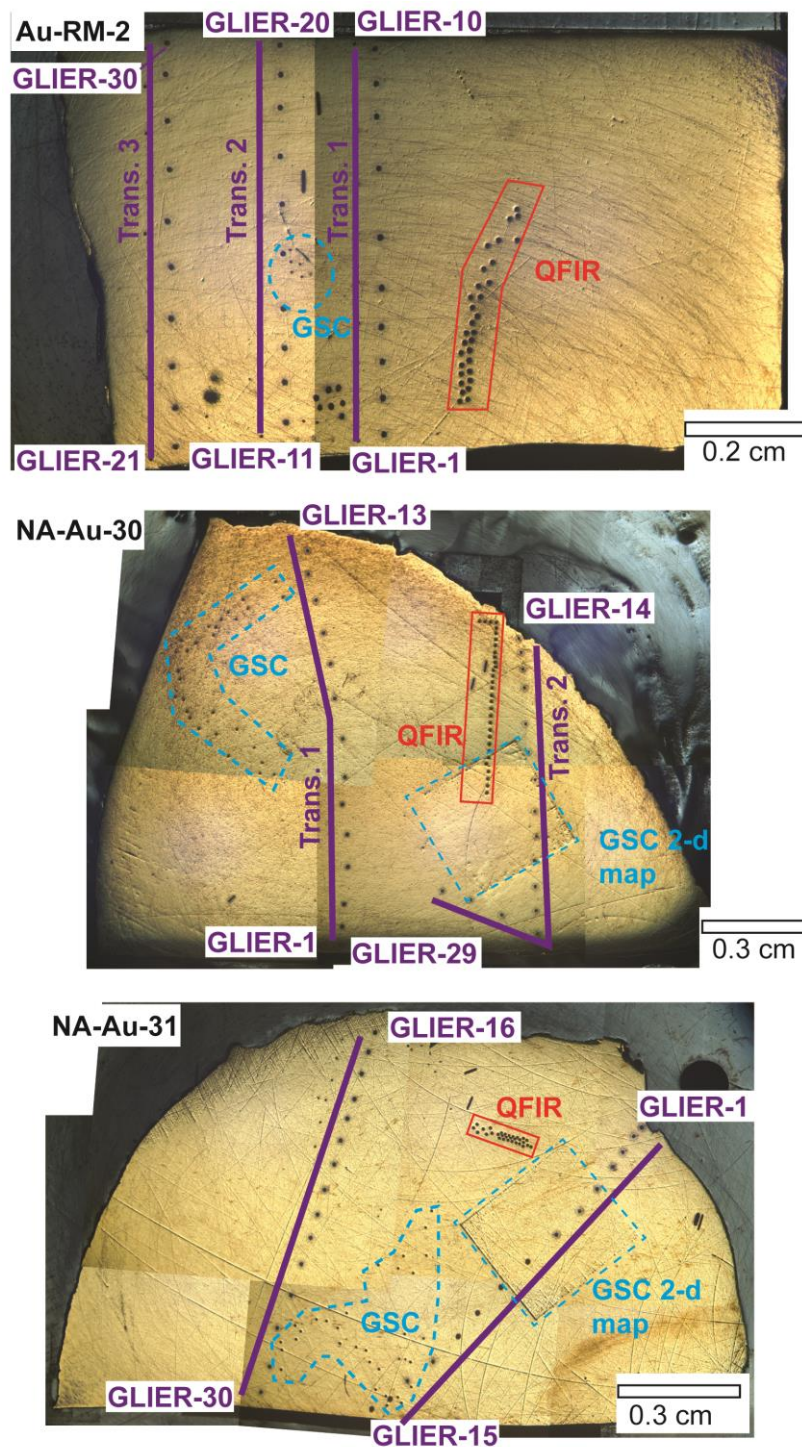 Au-RM-2
GLIER-20
GLIER-10
GLIER-30
Trans. 3
Trans. 2
Trans. 1
QFIR
GSC
GLIER-21
GLIER-11
GLIER-1
0.2 cm
NA-Au-30
GLIER-13
GLIER-14
GSC
QFIR
Trans. 2
Trans. 1
GSC 2-d
map
GLIER-1
GLIER-29
0.3 cm
NA-Au-31
GLIER-16
QFIR
GLIER-1
GSC 2-d
map
GSC
GLIER-30
GLIER-15
0.3 cm